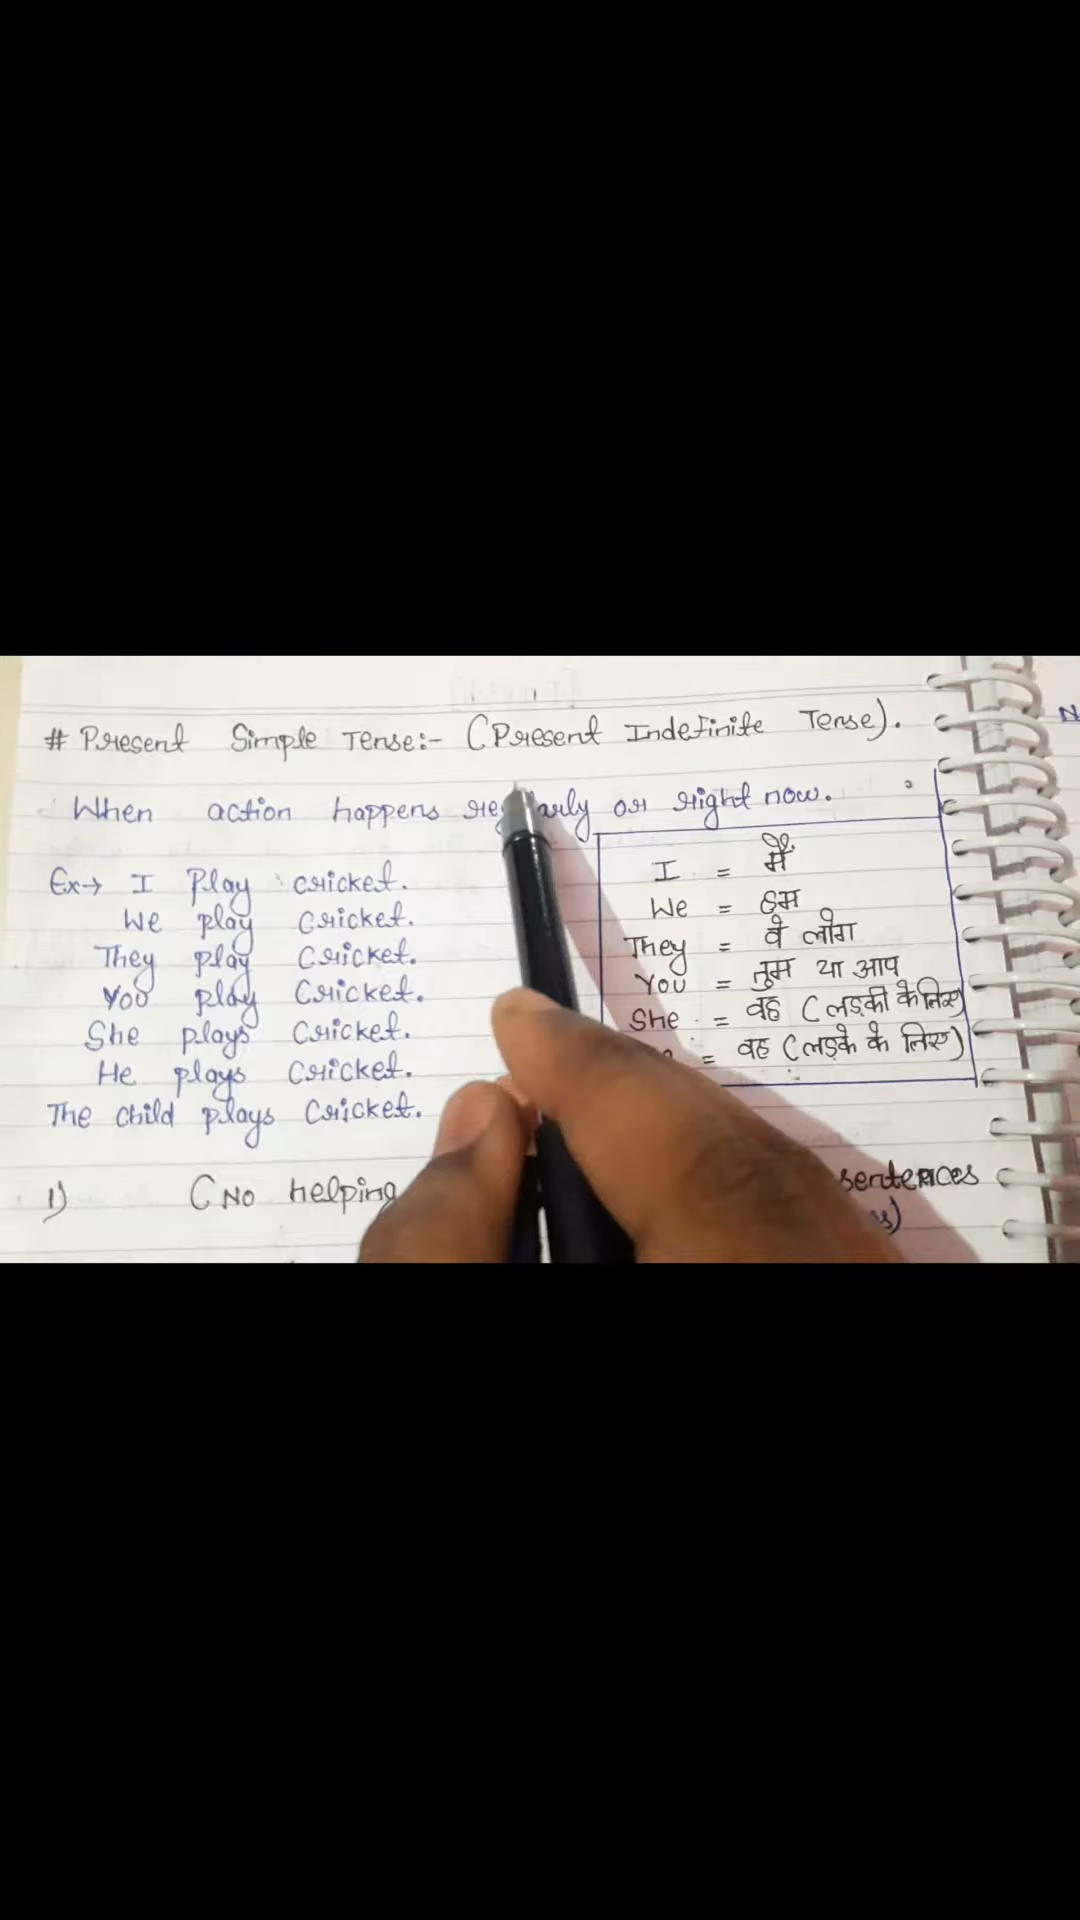 # Present Simple Tense:- (Present Indefinite Tense).
When action happens or right now.
Ex→ I Play cricket.
We play cricket.
They play cricket.
You play cricket.
She plays cricket.
He plays cricket.
The child plays cricket.
I = मैं
We = हम
They = वे लोग
You = तुम या आप
She = वह (लड़की के लिए)
= वह (लड़के के लिए)
1) (No helping sentences
N